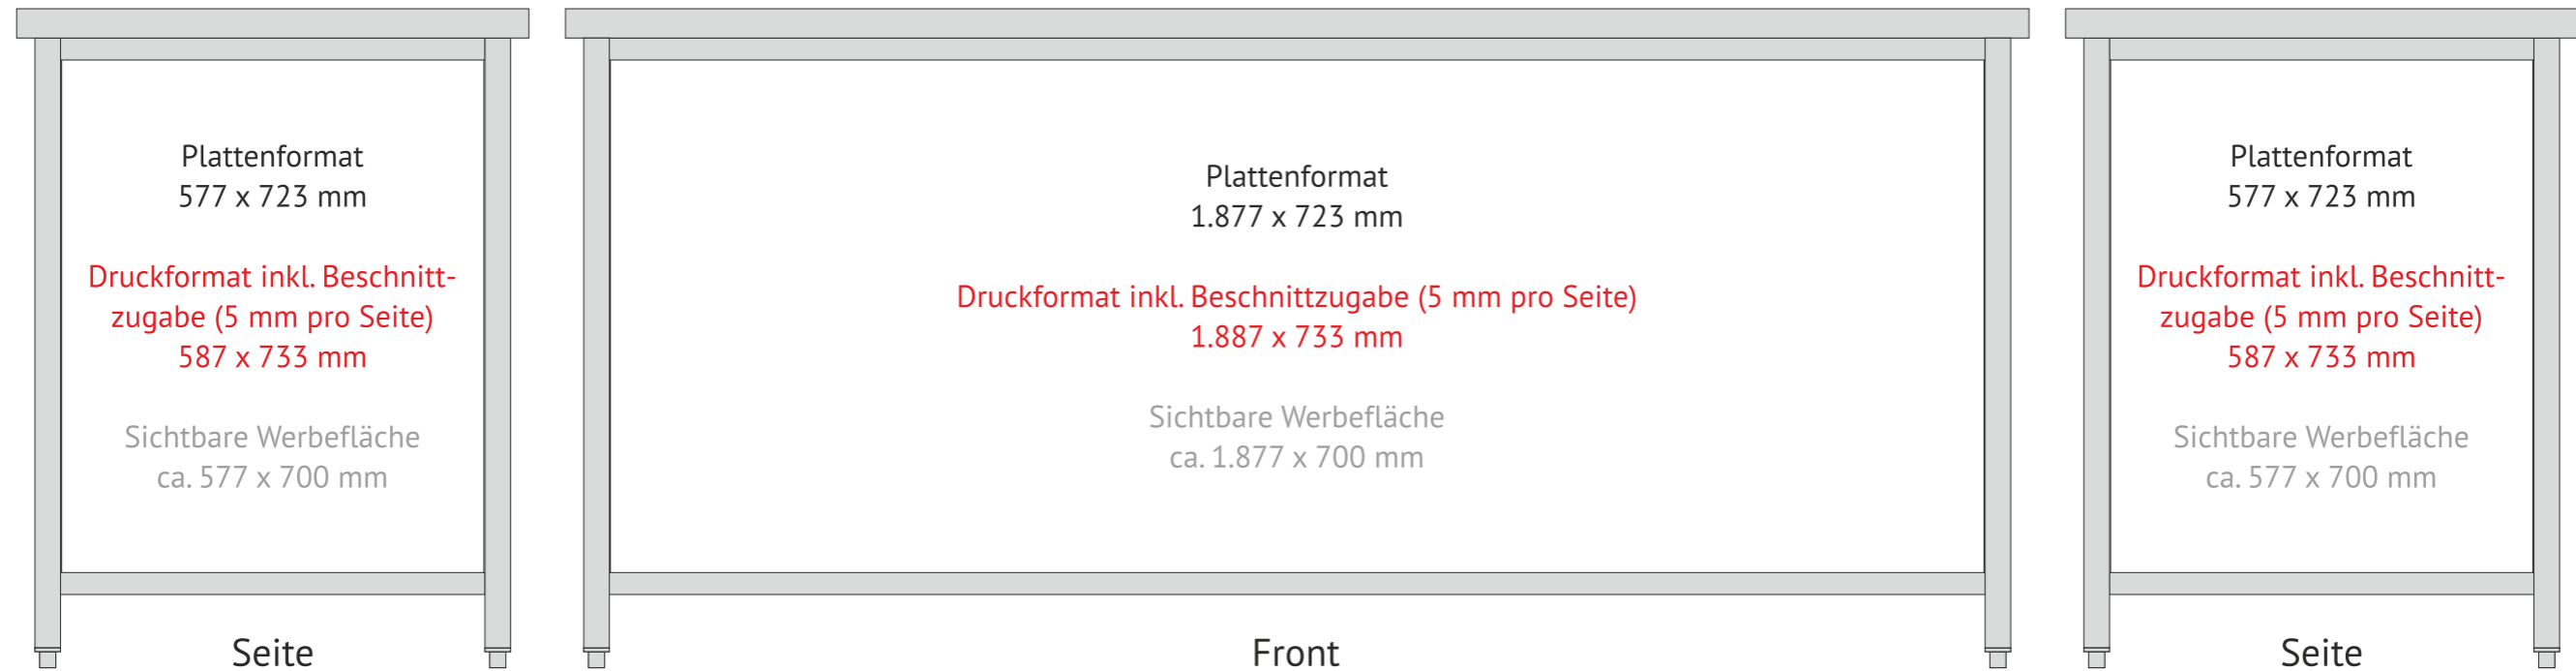 Plattenformat
577 x 723 mm
Druckformat inkl. Beschnitt-
zugabe (5 mm pro Seite)
587 x 733 mm
Sichtbare Werbefläche
ca. 577 x 700 mm
Seite
Plattenformat
1.877 x 723 mm
Druckformat inkl. Beschnittzugabe (5 mm pro Seite)
1.887 x 733 mm
Sichtbare Werbefläche
ca. 1.877 x 700 mm
Front
Plattenformat
577 x 723 mm
Druckformat inkl. Beschnitt-
zugabe (5 mm pro Seite)
587 x 733 mm
Sichtbare Werbefläche
ca. 577 x 700 mm
Seite